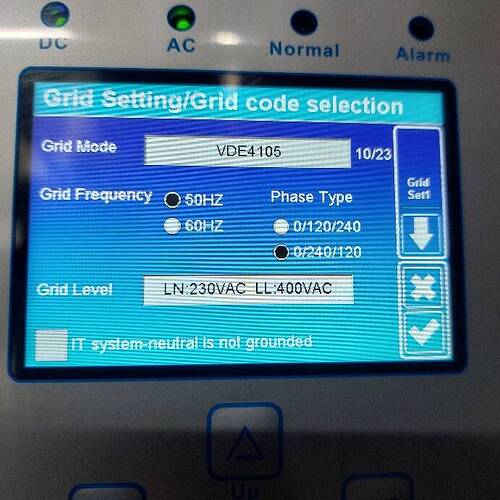 DC AC Normal Alarm
Grid Setting/Grid code selection
Grid Mode VDE4105 10/23
Grid Set1
Grid Frequency 50HZ Phase Type
60HZ 0/120/240
0/240/120
Grid Level LN:230VAC LL:400VAC
IT system-neutral is not grounded
Up